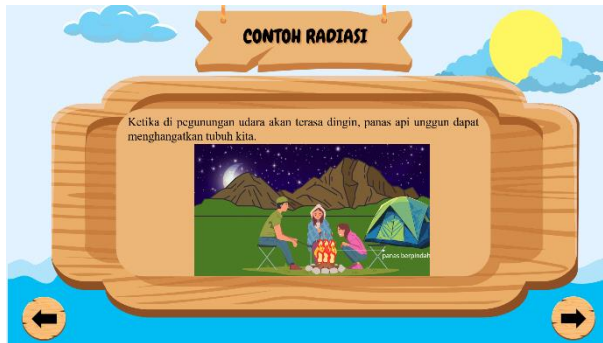 CONTOH RADIASI
Ketika di pegunungan udara akan terasa dingin, panas api unggun dapat
menghangatkan tubuh kita.
panas berpindah